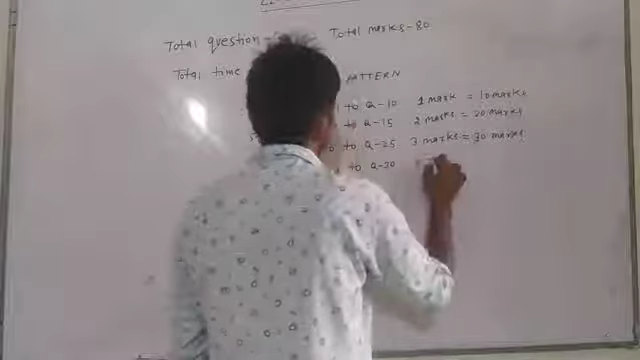 Total question Total marks-80
Total time
PATTERN
to Q-10 1 mark = 10 marks
to Q-15 2 marks = 20 marks
to Q-25 3 marks = 30 marks
to Q-30